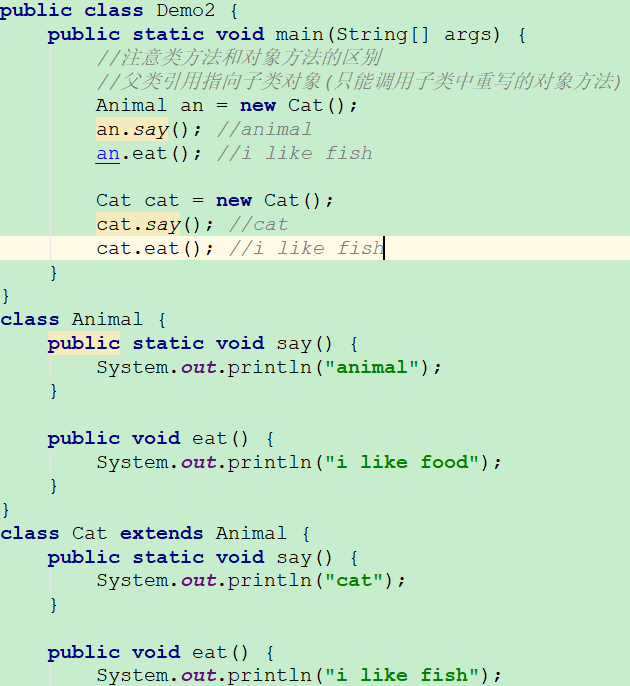 public class Demo2 {
    public static void main(String[] args) {
        //注意类方法和对象方法的区别
        //父类引用指向子类对象(只能调用子类中重写的对象方法)
        Animal an = new Cat();
        an.say(); //animal
        an.eat(); //i like fish

        Cat cat = new Cat();
        cat.say(); //cat
        cat.eat(); //i like fish
    }
}
class Animal {
    public static void say() {
        System.out.println("animal");
    }

    public void eat() {
        System.out.println("i like food");
    }
}
class Cat extends Animal {
    public static void say() {
        System.out.println("cat");
    }

    public void eat() {
        System.out.println("i like fish");